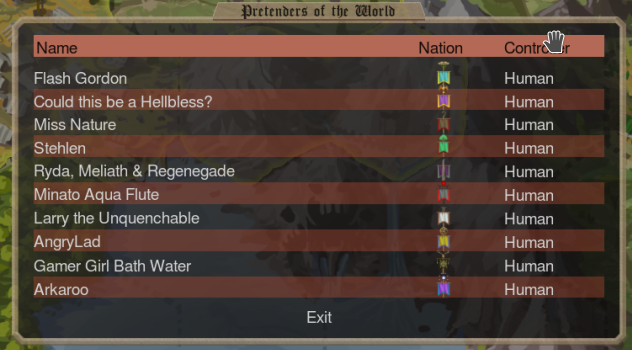 Pretenders of the World
Name Nation Controller
Flash Gordon Human
Could this be a Hellbless? Human
Miss Nature Human
Stehlen Human
Ryda, Meliath & Regenegade Human
Minato Aqua Flute Human
Larry the Unquenchable Human
AngryLad Human
Gamer Girl Bath Water Human
Arkaroo Human
Exit